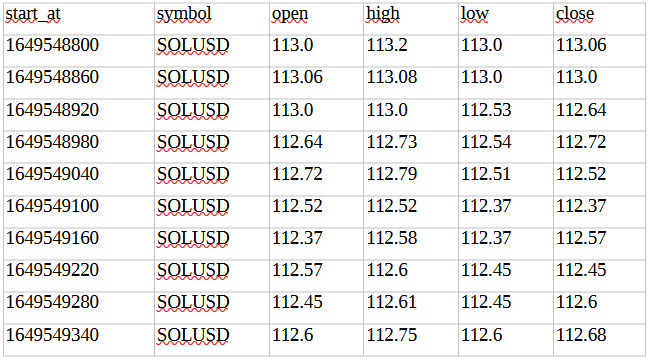 start_at symbol open high low close
1649548800 SOLUSD 113.0 113.2 113.0 113.06
1649548860 SOLUSD 113.06 113.08 113.0 113.0
1649548920 SOLUSD 113.0 113.0 112.53 112.64
1649548980 SOLUSD 112.64 112.73 112.54 112.72
1649549040 SOLUSD 112.72 112.79 112.51 112.52
1649549100 SOLUSD 112.52 112.52 112.37 112.37
1649549160 SOLUSD 112.37 112.58 112.37 112.57
1649549220 SOLUSD 112.57 112.6 112.45 112.45
1649549280 SOLUSD 112.45 112.61 112.45 112.6
1649549340 SOLUSD 112.6 112.75 112.6 112.68